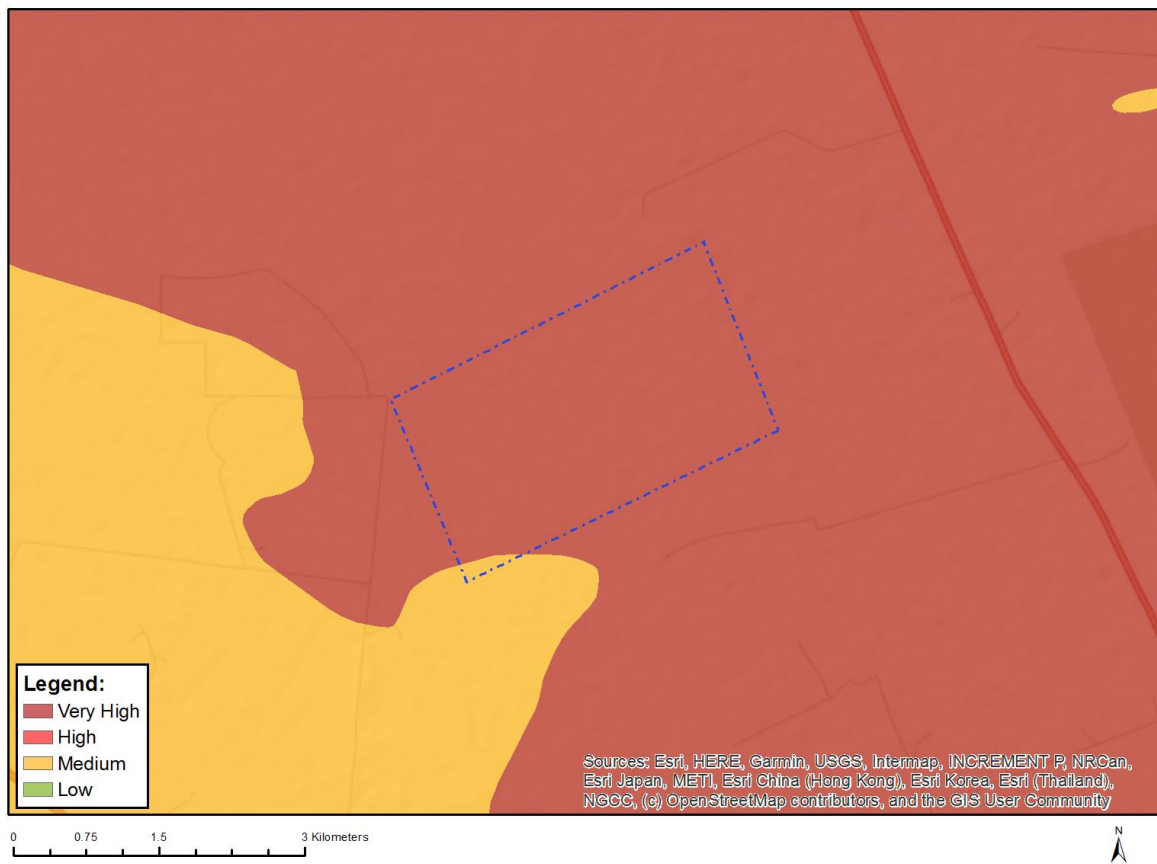 Legend:
Very High
High
Medium
Low
Sources: Esri, HERE, Garmin, USGS, Intermap, INCREMENT P, NRCan,
Esri Japan, METI, Esri China (Hong Kong), Esri Korea, Esri (Thailand),
NGCC, (c) OpenStreetMap contributors, and the GIS User Community
0 0.75 1.5 3 Kilometers
N